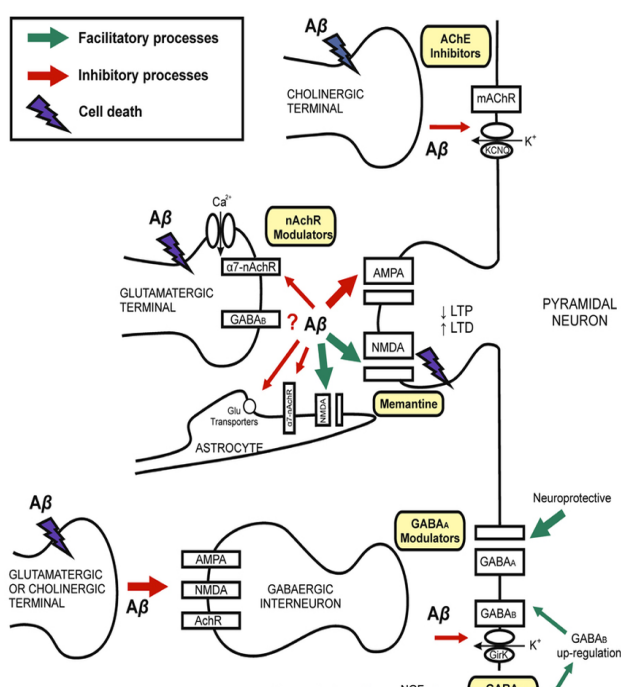 Facilitatory processes
Inhibitory processes
Cell death
Aβ
AChE
Inhibitors
CHOLINERGIC
TERMINAL
mAChR
Aβ
K⁺
KCNQ
Ca²⁺
Aβ
nAchR
Modulators
α7-nAchR
AMPA
GLUTAMATERGIC
TERMINAL
GABAB
?
Aβ
↓ LTP
↑ LTD
PYRAMIDAL
NEURON
NMDA
Memantine
Glu
Transporters
α7-nAchR
NMDA
ASTROCYTE
Aβ
Neuroprotective
GABAA
Modulators
GABAA
GLUTAMATERGIC
OR CHOLINERGIC
TERMINAL
Aβ
AMPA
NMDA
AchR
GABAERGIC
INTERNEURON
GABAB
Aβ
K⁺
GirK
GABAB
up-regulation